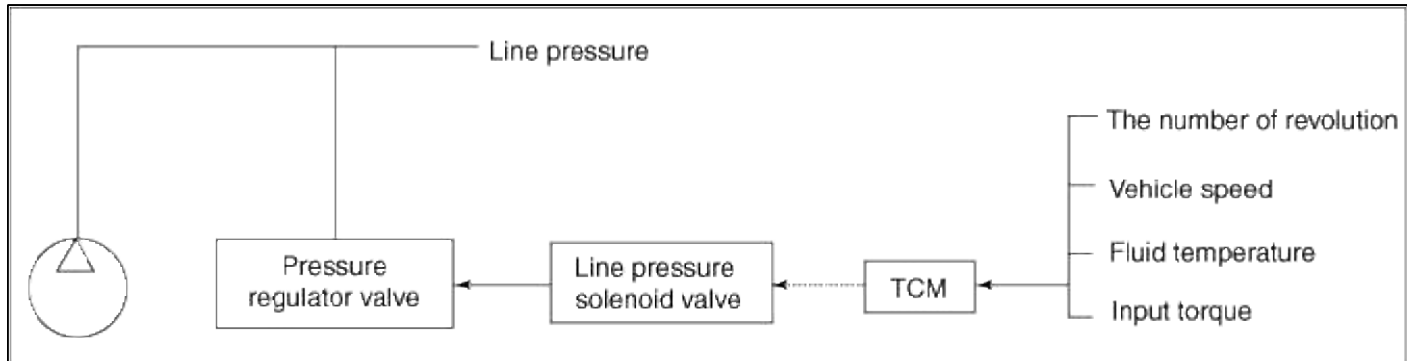 Line pressure
The number of revolution
Vehicle speed
Fluid temperature
Input torque
Pressure
regulator valve
Line pressure
solenoid valve
TCM